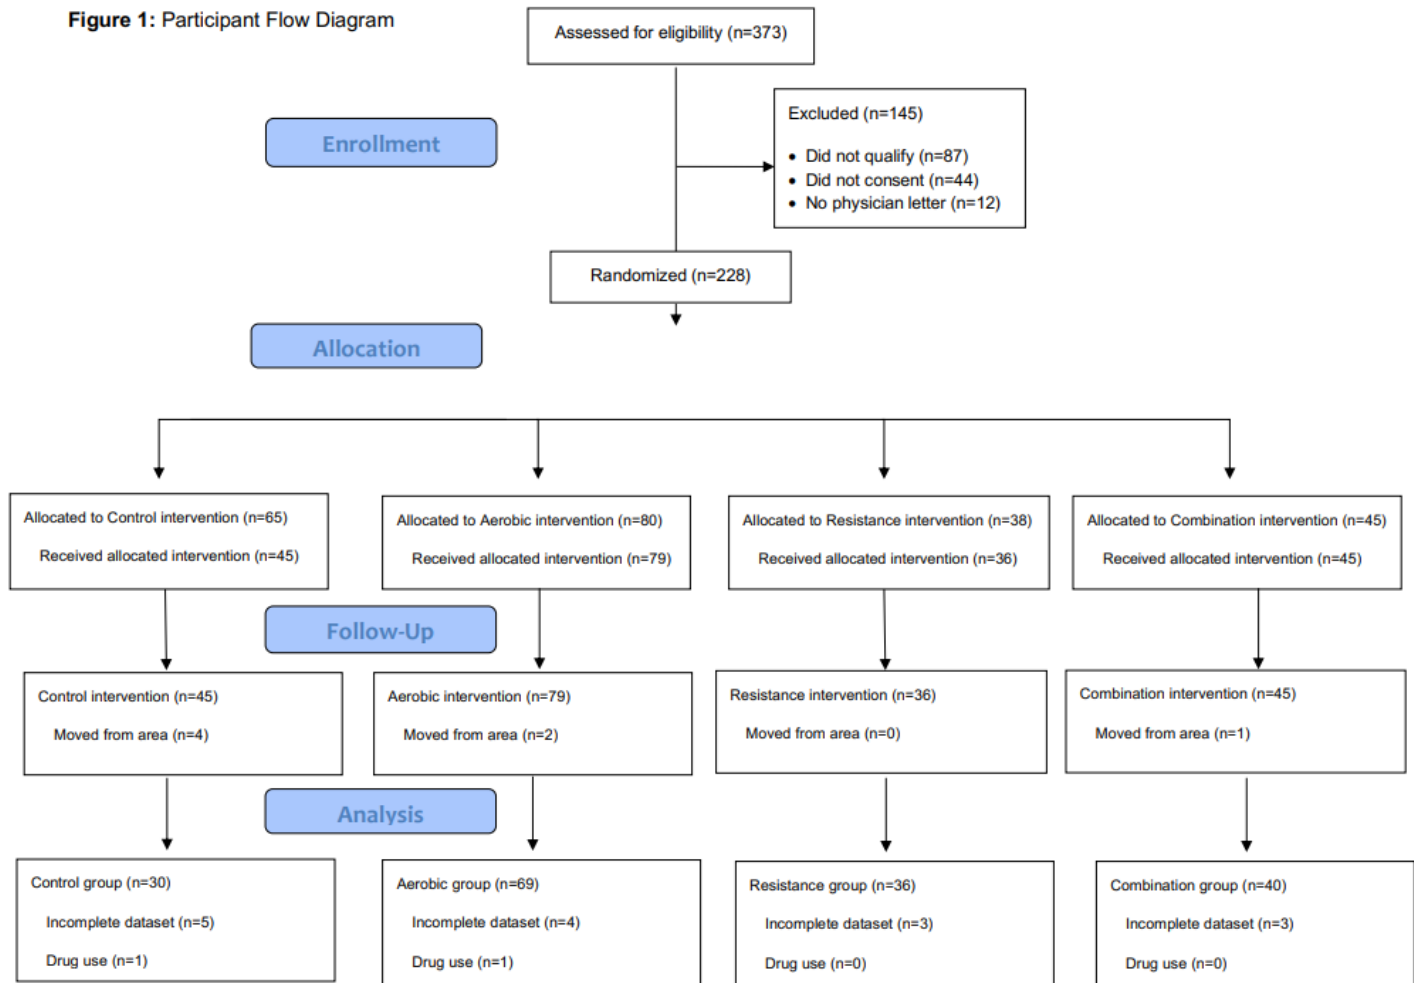 Figure 1: Participant Flow Diagram
Assessed for eligibility (n=373)
Excluded (n=145)
• Did not qualify (n=87)
• Did not consent (n=44)
• No physician letter (n=12)
Enrollment
Randomized (n=228)
Allocation
Allocated to Control intervention (n=65)
Received allocated intervention (n=45)
Allocated to Aerobic intervention (n=80)
Received allocated intervention (n=79)
Allocated to Resistance intervention (n=38)
Received allocated intervention (n=36)
Allocated to Combination intervention (n=45)
Received allocated intervention (n=45)
Follow-Up
Control intervention (n=45)
Moved from area (n=4)
Aerobic intervention (n=79)
Moved from area (n=2)
Resistance intervention (n=36)
Moved from area (n=0)
Combination intervention (n=45)
Moved from area (n=1)
Analysis
Control group (n=30)
Incomplete dataset (n=5)
Drug use (n=1)
Aerobic group (n=69)
Incomplete dataset (n=4)
Drug use (n=1)
Resistance group (n=36)
Incomplete dataset (n=3)
Drug use (n=0)
Combination group (n=40)
Incomplete dataset (n=3)
Drug use (n=0)